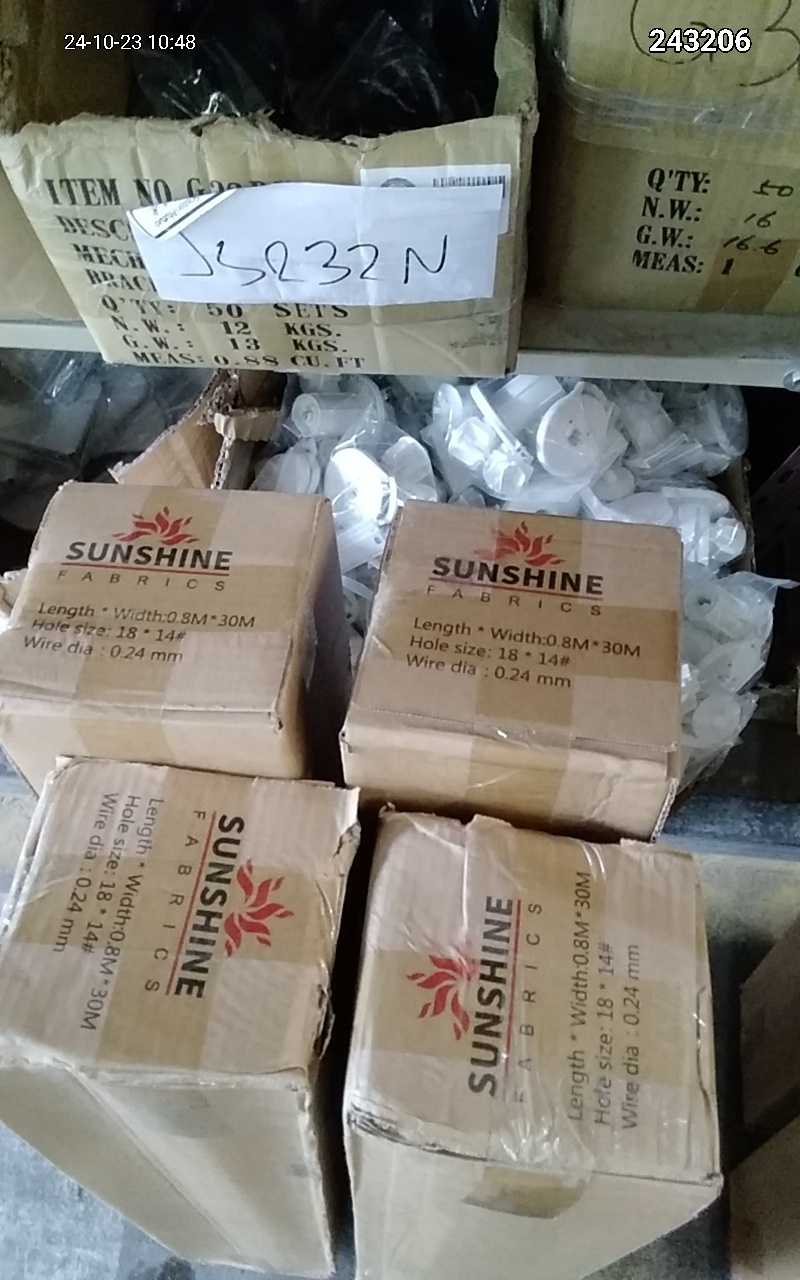 24-10-23 10:48
243206
ITEM NO
DESC
MECH
BRAC
Q'TY: 50 SETS
N.W.: 12 KGS.
G.W.: 13 KGS.
MEAS: 0.88 CU.FT
JSR232N
Q'TY: 50
N.W.: 16
G.W.: 16.6
MEAS: 1
SUNSHINE
FABRICS
Length * Width:0.8M*30M
Hole size: 18 * 14#
Wire dia : 0.24 mm
SUNSHINE
FABRICS
Length * Width:0.8M*30M
Hole size: 18 * 14#
Wire dia : 0.24 mm
SUNSHINE
FABRICS
Length * Width:0.8M*30M
Hole size: 18 * 14#
Wire dia : 0.24 mm
SUNSHINE
FABRICS
Length * Width:0.8M*30M
Hole size: 18 * 14#
Wire dia : 0.24 mm